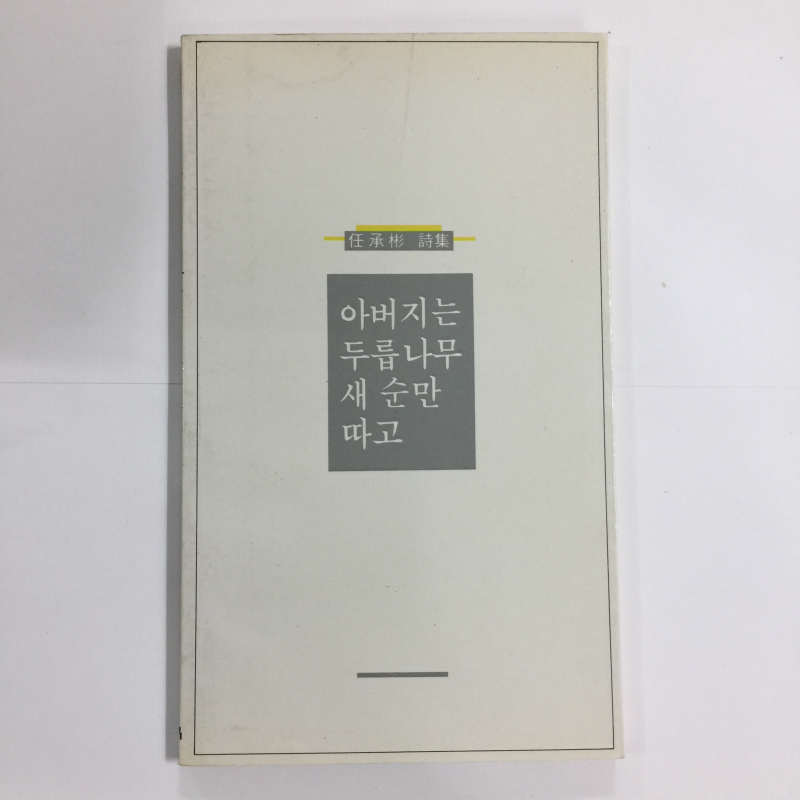 任承彬 詩集
아버지는
두릅나무
새 순만
따고